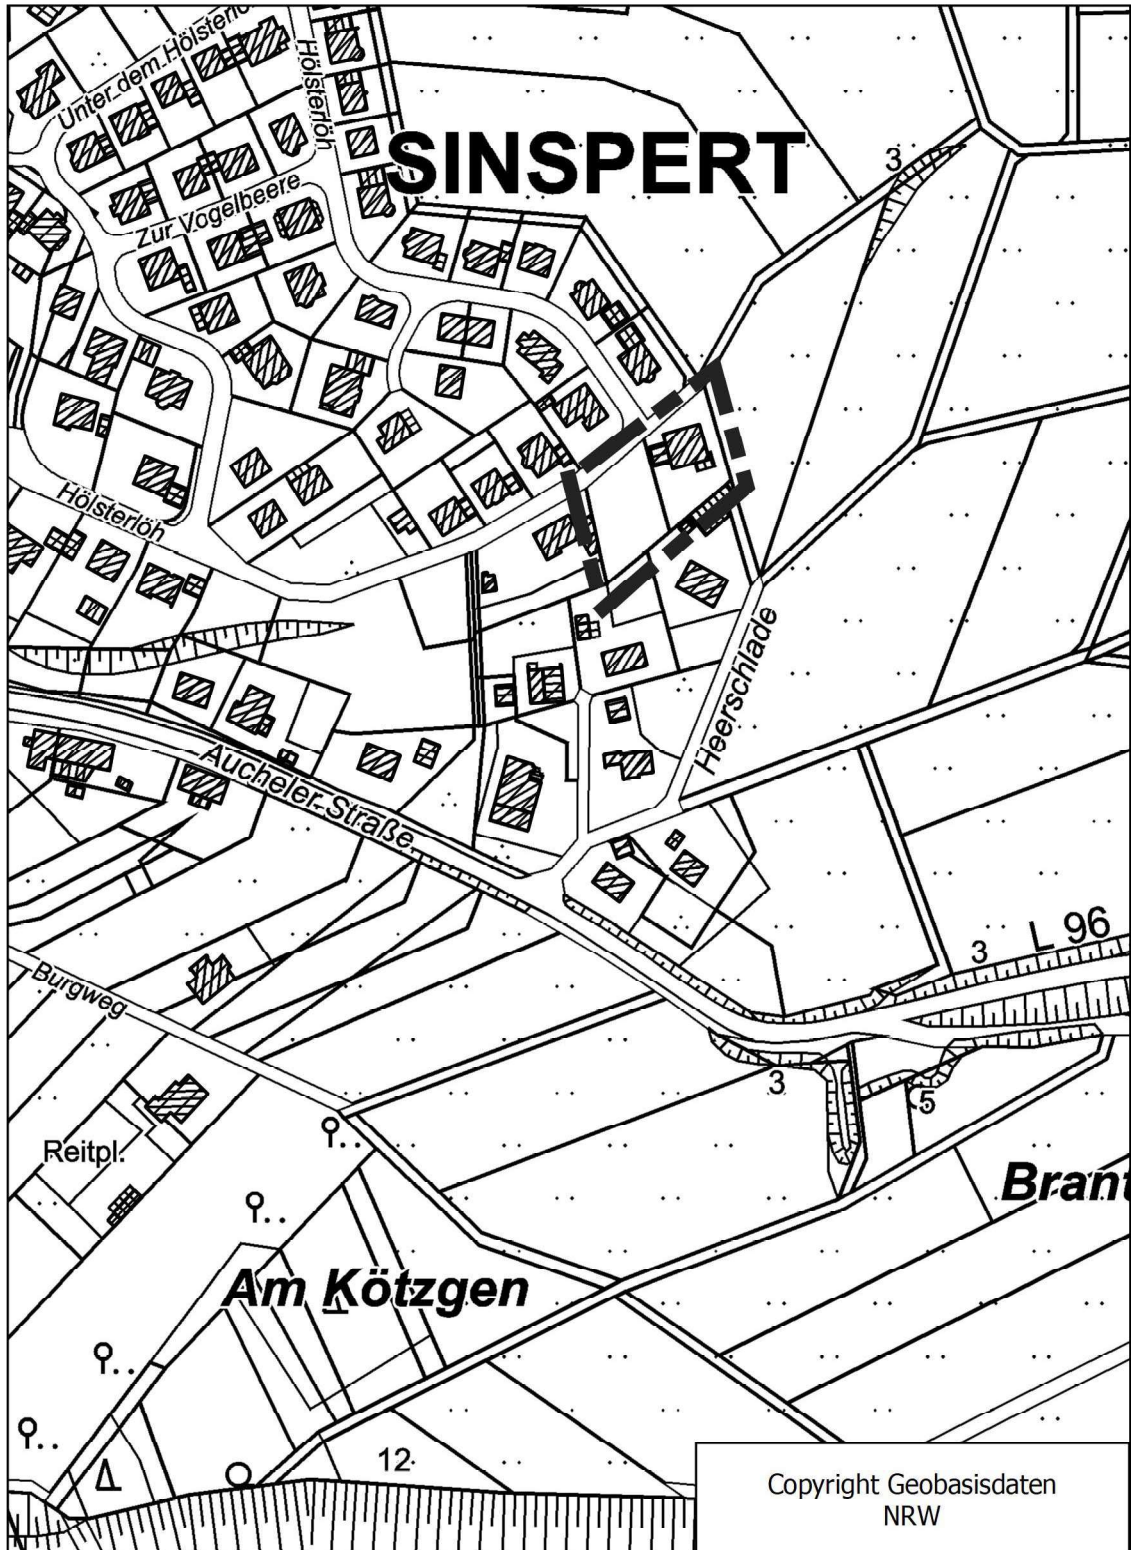 Unter dem Hölsterlö
Hölsterlöh
SINSPERT
3
Zur Vogelbeere
Hölsterlöh
Heerschlade
Aucheler Straße
L 96
3
Burgweg
3
5
Reitpl.
Brant
Am Kötzgen
12
Copyright Geobasisdaten
NRW